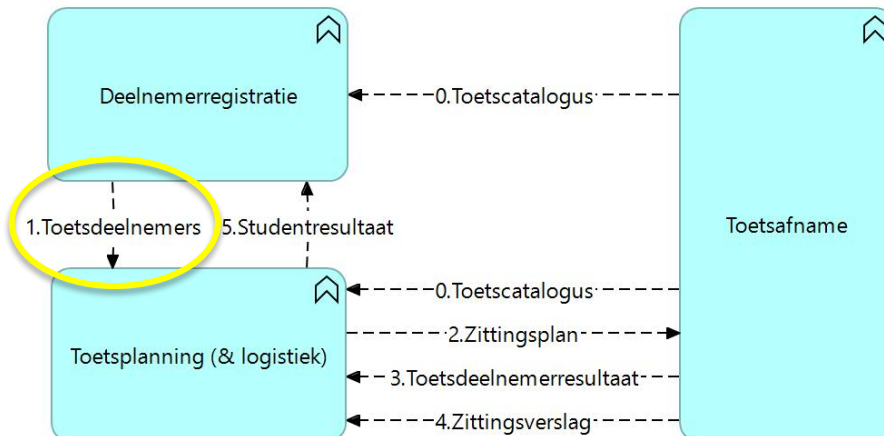 Deelnemerregistratie
0.Toetscatalogus
1.Toetsdeelnemers
5.Studentresultaat
Toetsafname
0.Toetscatalogus
2.Zittingsplan
Toetsplanning (& logistiek)
3.Toetsdeelnemerresultaat
4.Zittingsverslag